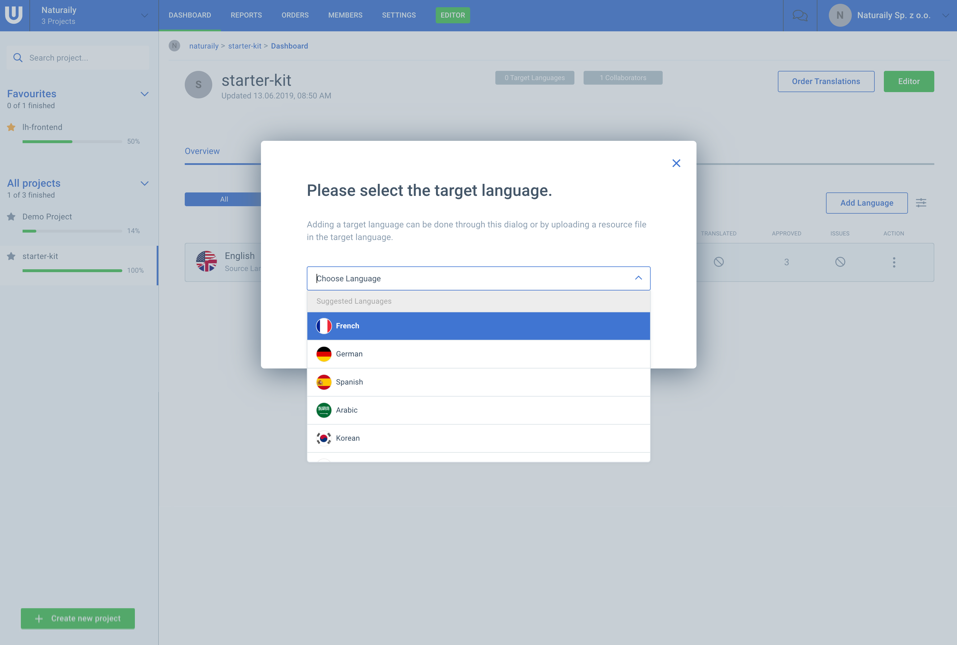 Naturaily
3 Projects
DASHBOARD
REPORTS
ORDERS
MEMBERS
SETTINGS
EDITOR
N
Naturaily Sp. z o.o.
Search project...
Favourites
0 of 1 finished
lh-frontend
50%
All projects
1 of 3 finished
Demo Project
14%
starter-kit
100%
Create new project
N
naturaily > starter-kit > Dashboard
S
starter-kit
Updated 13.06.2019, 08:50 AM
0 Target Languages
1 Collaborators
Order Translations
Editor
Overview
All
Add Language
TRANSLATED
APPROVED
ISSUES
ACTION
English
Source La
3
Please select the target language.
Adding a target language can be done through this dialog or by uploading a resource file
in the target language.
Choose Language
Suggested Languages
French
German
Spanish
Arabic
Korean